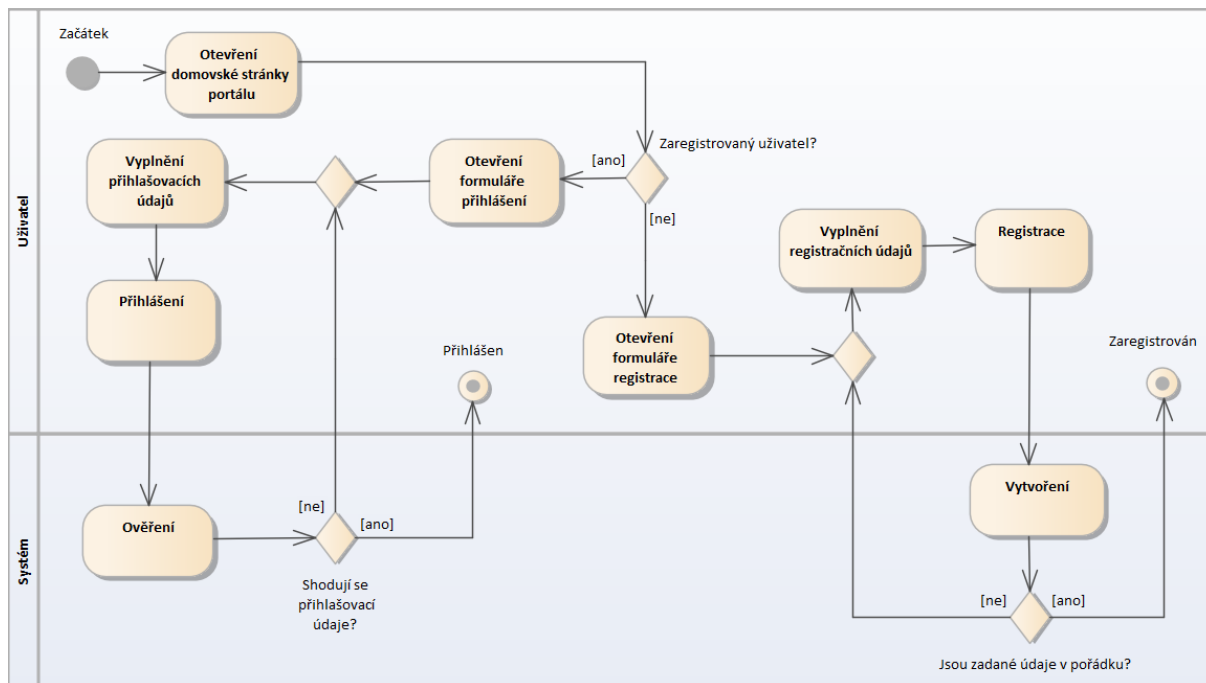 Začátek
Otevření
domovské stránky
portálu
Zaregistrovaný uživatel?
[ano]
[ne]
Otevření
formuláře
přihlášení
Vyplnění
přihlašovacích
údajů
Přihlášení
Uživatel
Vyplnění
registračních údajů
Registrace
Otevření
formuláře
registrace
Přihlášen
Zaregistrován
Systém
Ověření
[ne]
[ano]
Shodují se
přihlašovací
údaje?
Vytvoření
[ne]
[ano]
Jsou zadané údaje v pořádku?